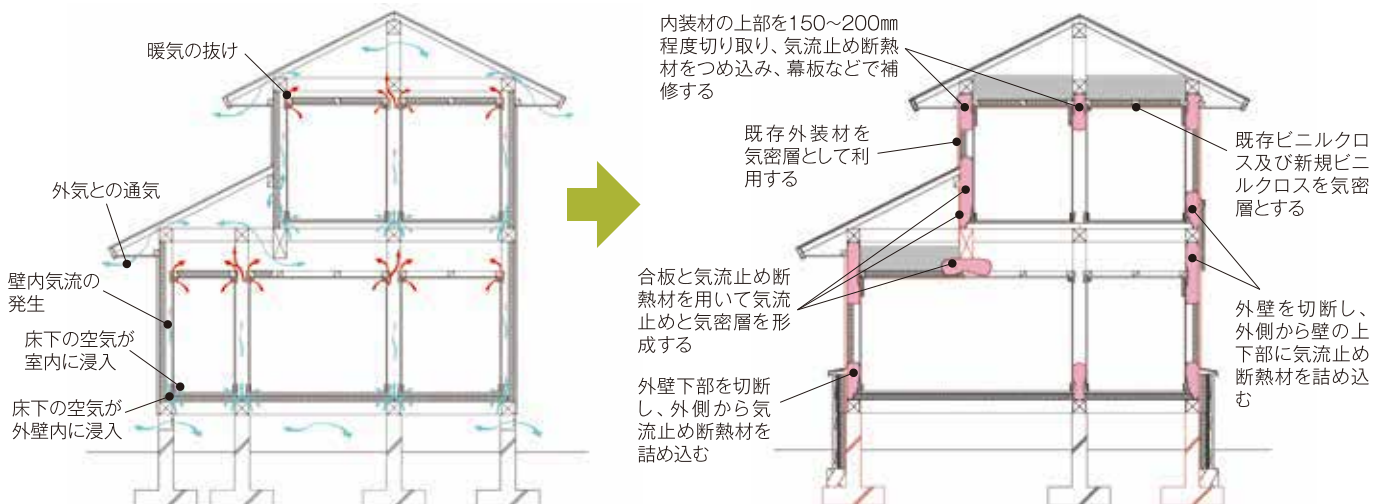 暖気の抜け
外気との通気
壁内気流の
発生
床下の空気が
室内に浸入
床下の空気が
外壁内に浸入
内装材の上部を150～200㎜
程度切り取り、気流止め断熱
材をつめ込み、幕板などで補
修する
既存外装材を
気密層として利
用する
既存ビニルクロ
ス及び新規ビニ
ルクロスを気密
層とする
合板と気流止め断
熱材を用いて気流
止めと気密層を形
成する
外壁を切断し、
外側から壁の上
下部に気流止め
断熱材を詰め込
む
外壁下部を切断
し、外側から気
流止め断熱材を
詰め込む